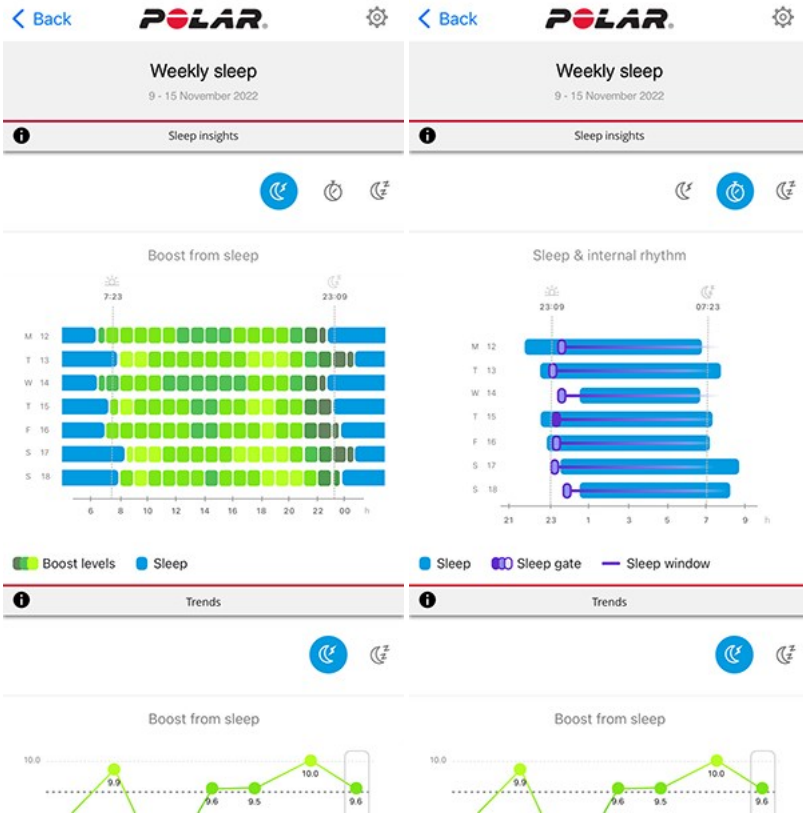 Back
POLAR.
Weekly sleep
9 - 15 November 2022
Sleep insights
Boost from sleep
7:23
23:09
M 12
T 13
W 14
T 15
F 16
S 17
S 18
6 8 10 12 14 16 18 20 22 00 h
Boost levels Sleep
Trends
Boost from sleep
10.0
9.9
9.6
9.5
10.0
9.6
Back
POLAR.
Weekly sleep
9 - 15 November 2022
Sleep insights
Sleep & internal rhythm
23:09
07:23
M 12
T 13
W 14
T 15
F 16
S 17
S 18
21 23 1 3 5 7 9 h
Sleep Sleep gate Sleep window
Trends
Boost from sleep
10.0
9.9
9.6
9.5
10.0
9.6